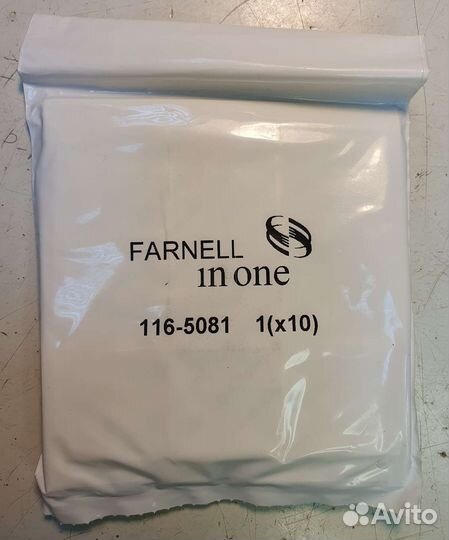 FARNELL
in one
116-5081 1(x10)
Avito